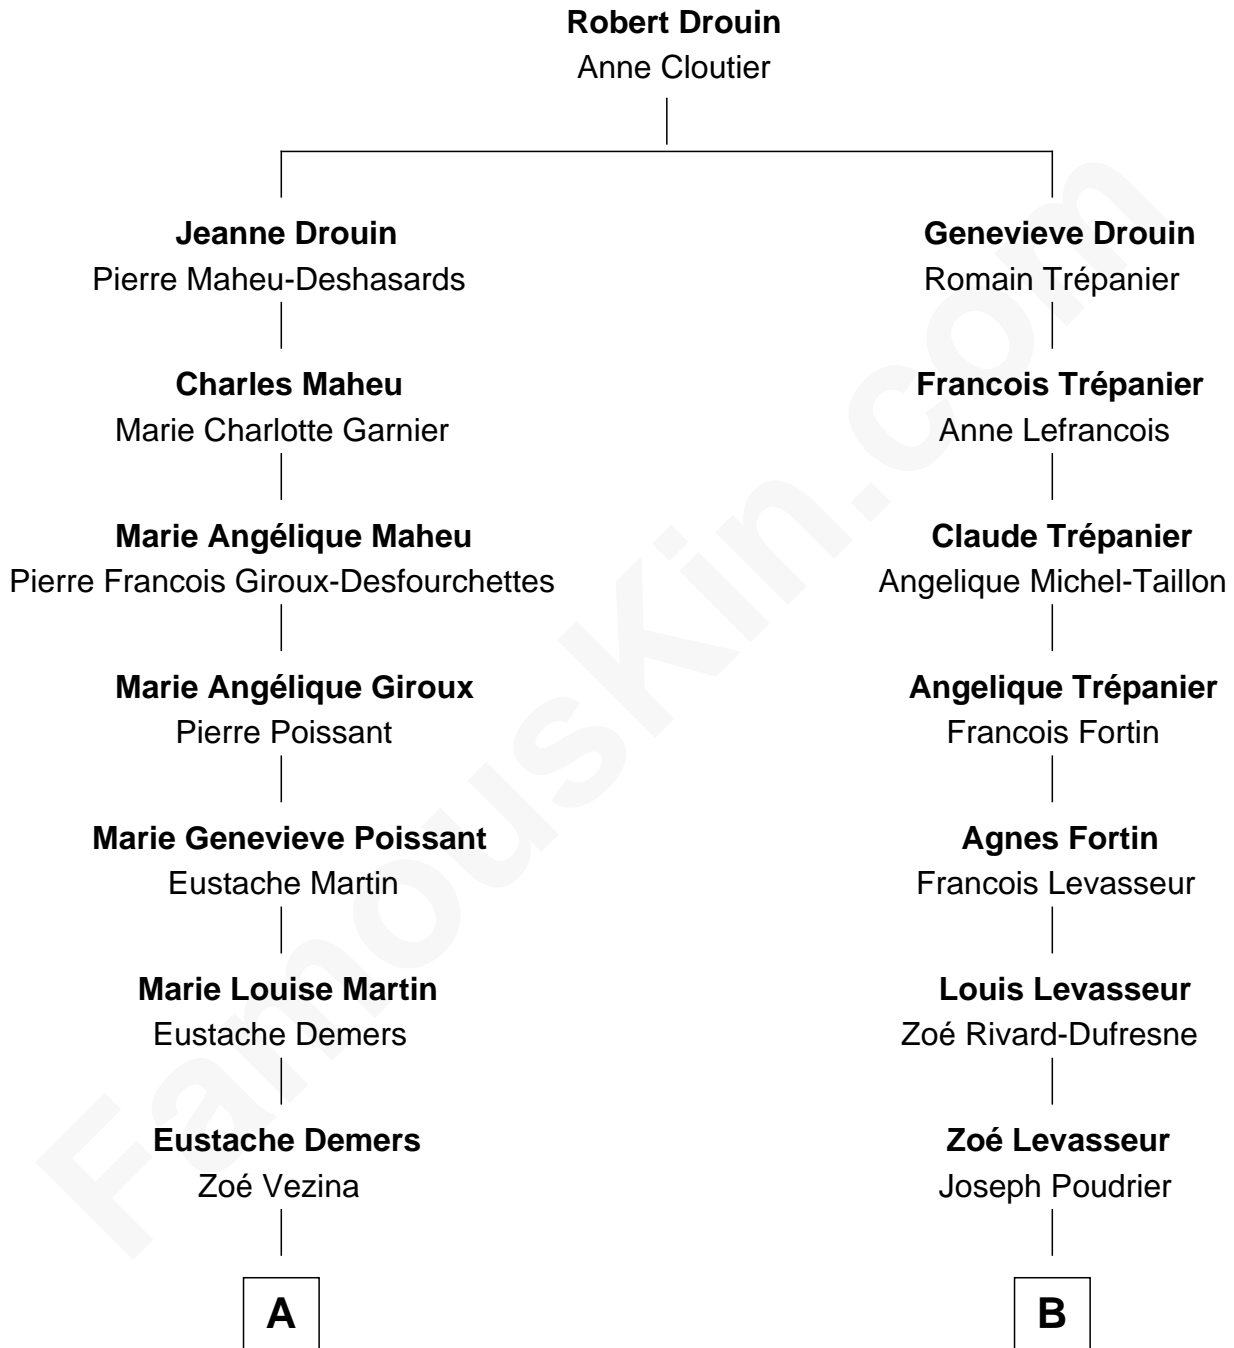 Robert Drouin
Anne Cloutier
Jeanne Drouin
Pierre Maheu-Deshasards
Charles Maheu
Marie Charlotte Garnier
Marie Angélique Maheu
Pierre Francois Giroux-Desfourchettes
Marie Angélique Giroux
Pierre Poissant
Marie Genevieve Poissant
Eustache Martin
Marie Louise Martin
Eustache Demers
Eustache Demers
Zoé Vezina
A
Genevieve Drouin
Romain Trépanier
Francois Trépanier
Anne Lefrancois
Claude Trépanier
Angelique Michel-Taillon
Angelique Trépanier
Francois Fortin
Agnes Fortin
Francois Levasseur
Louis Levasseur
Zoé Rivard-Dufresne
Zoé Levasseur
Joseph Poudrier
B
FamousKin.com